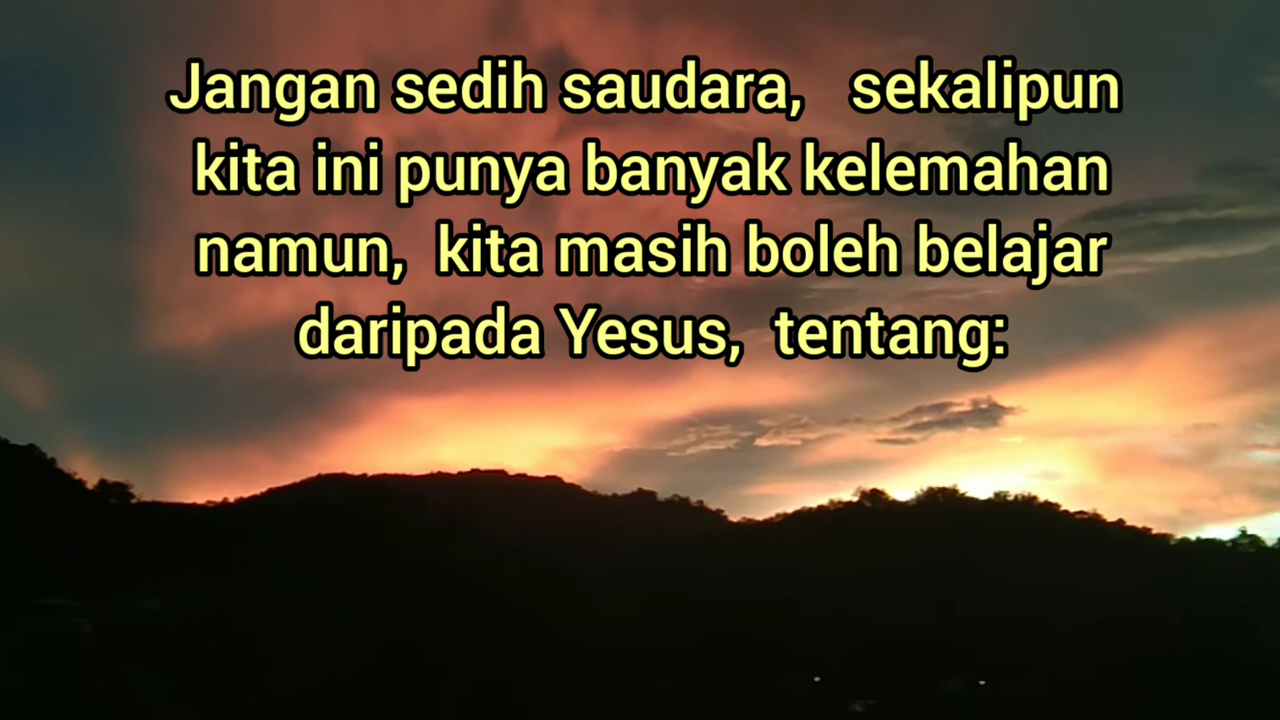 Jangan sedih saudara, sekalipun
kita ini punya banyak kelemahan
namun, kita masih boleh belajar
daripada Yesus, tentang: